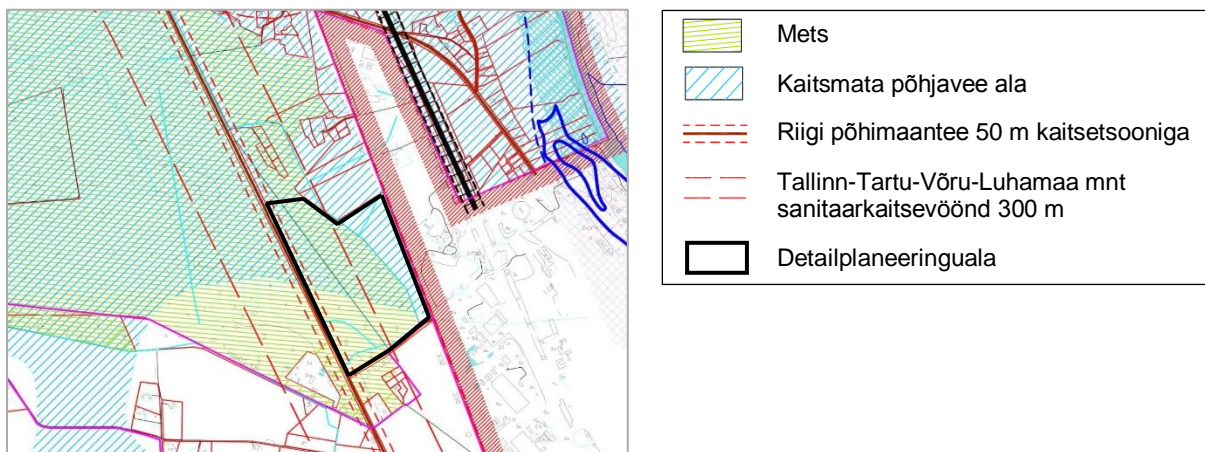 Mets
Kaitsmata põhjavee ala
Riigi põhimaantee 50 m kaitsetsooniga
Tallinn-Tartu-Võru-Luhamaa mnt
sanitaarkaitsevöönd 300 m
Detailplaneeringuala